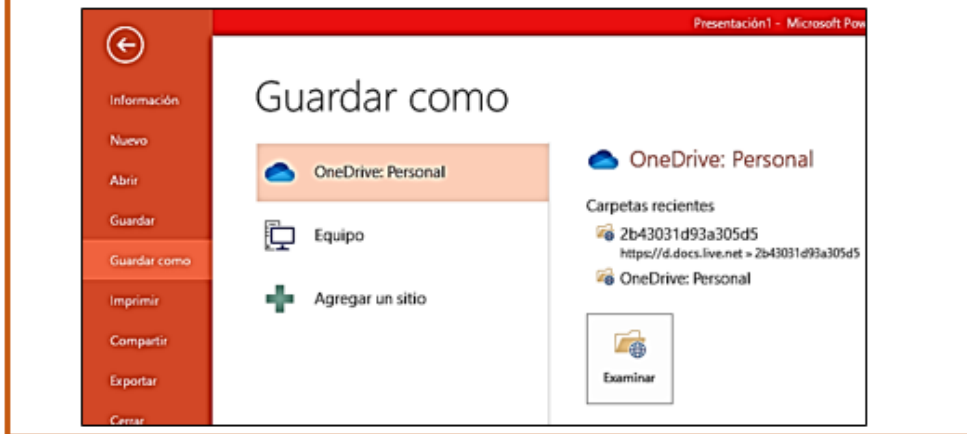 Presentación1 - Microsoft Pow
Información
Nuevo
Abrir
Guardar
Guardar como
Imprimir
Compartir
Exportar
Cerrar
Guardar como
OneDrive: Personal
Equipo
Agregar un sitio
OneDrive: Personal
Carpetas recientes
2b43031d93a305d5
https://d.docs.live.net » 2b43031d93a305d5
OneDrive: Personal
Examinar